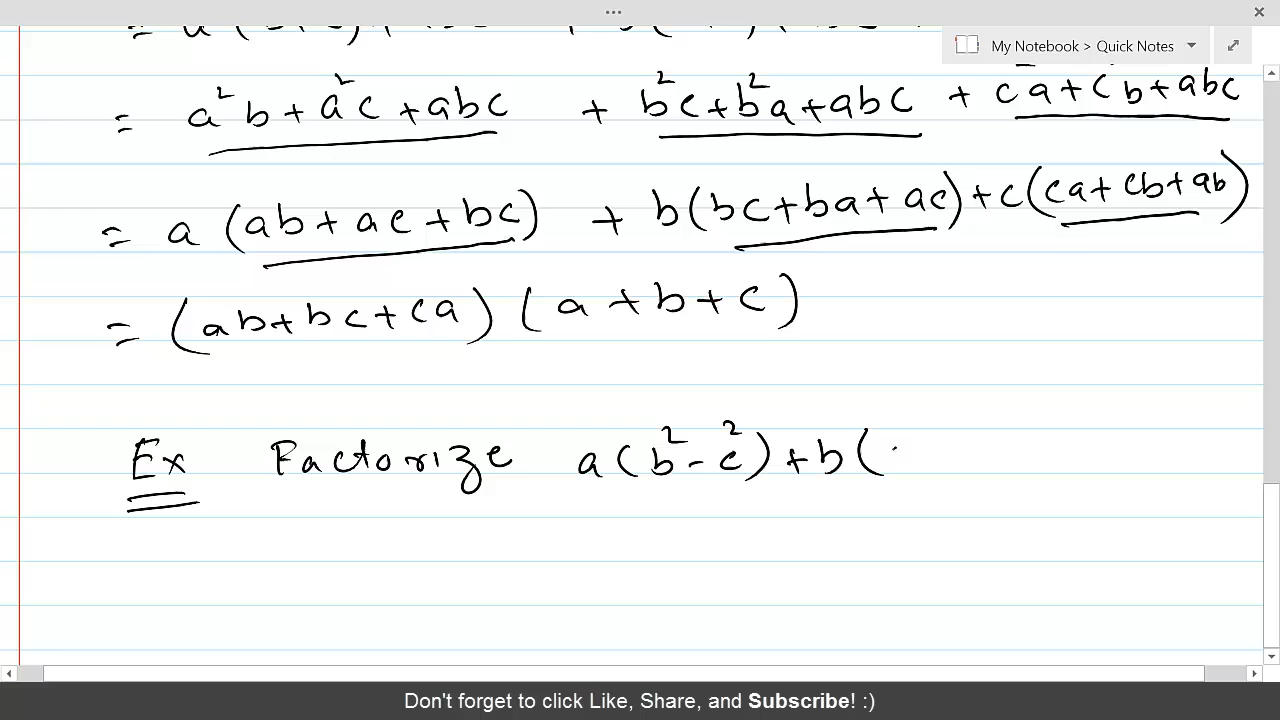 My Notebook > Quick Notes
= a²b + a²c + abc + b²c + b²a + abc + c²a + c²b + abc
= a (ab + ac + bc) + b (bc + ba + ac) + c (ca + cb + ab)
= (ab + bc + ca) (a + b + c)
Ex Factorize a (b² - c²) + b (
Don't forget to click Like, Share, and Subscribe! :)